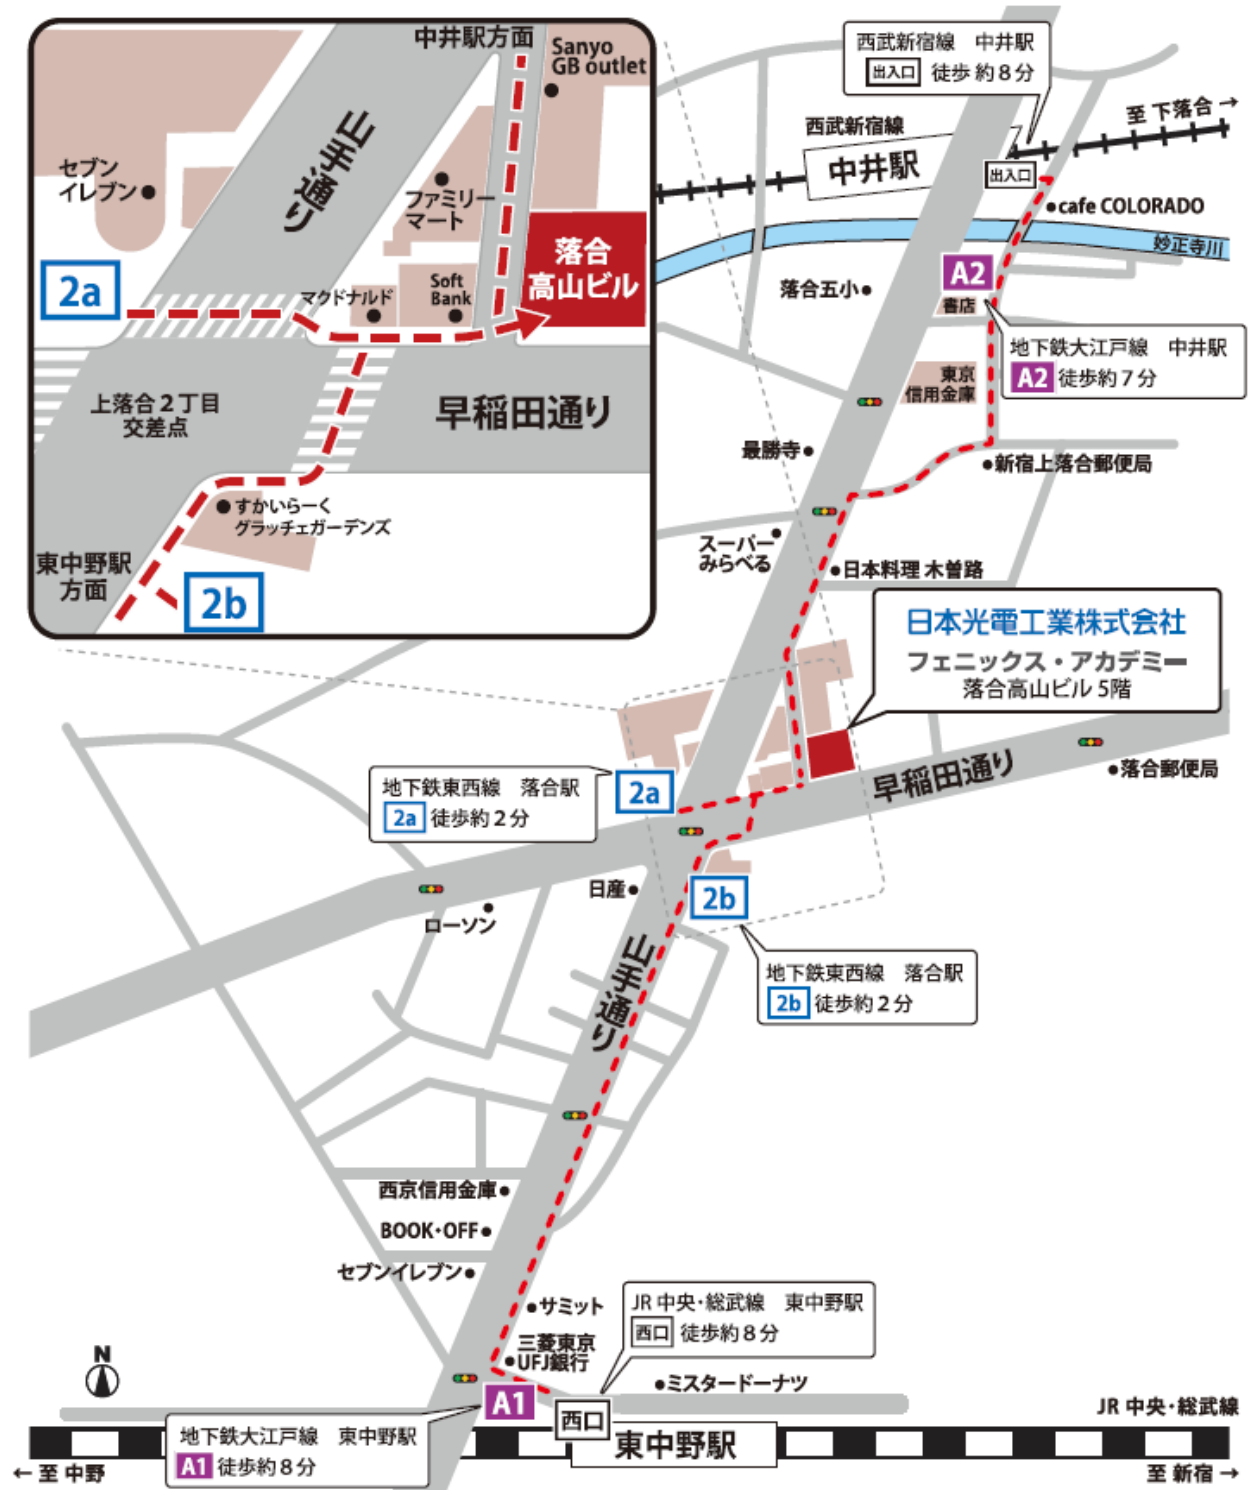 中井駅方面
Sanyo
GB outlet
山手通り
セブン
イレブン
ファミリー
マート
落合
高山ビル
2a
マクドナルド
Soft
Bank
上落合2丁目
交差点
早稲田通り
すかいらーく
グラッチェガーデンズ
東中野駅
方面
2b
西武新宿線　中井駅
出入口 徒歩 約8分
至 下落合 →
西武新宿線
中井駅
出入口
cafe COLORADO
妙正寺川
A2
落合五小
書店
地下鉄大江戸線　中井駅
A2 徒歩約7分
東京
信用金庫
最勝寺
新宿上落合郵便局
スーパー
みらべる
日本料理 木曽路
日本光電工業株式会社
フェニックス・アカデミー
落合高山ビル 5階
早稲田通り
落合郵便局
地下鉄東西線　落合駅
2a 徒歩約2分
2a
日産
2b
ローソン
山手通り
地下鉄東西線　落合駅
2b 徒歩約2分
西京信用金庫
BOOK・OFF
セブンイレブン
サミット
三菱東京
UFJ銀行
JR 中央・総武線　東中野駅
西口 徒歩約8分
ミスタードーナツ
N
A1
西口
東中野駅
JR 中央・総武線
地下鉄大江戸線　東中野駅
A1 徒歩約8分
← 至 中野
至 新宿 →